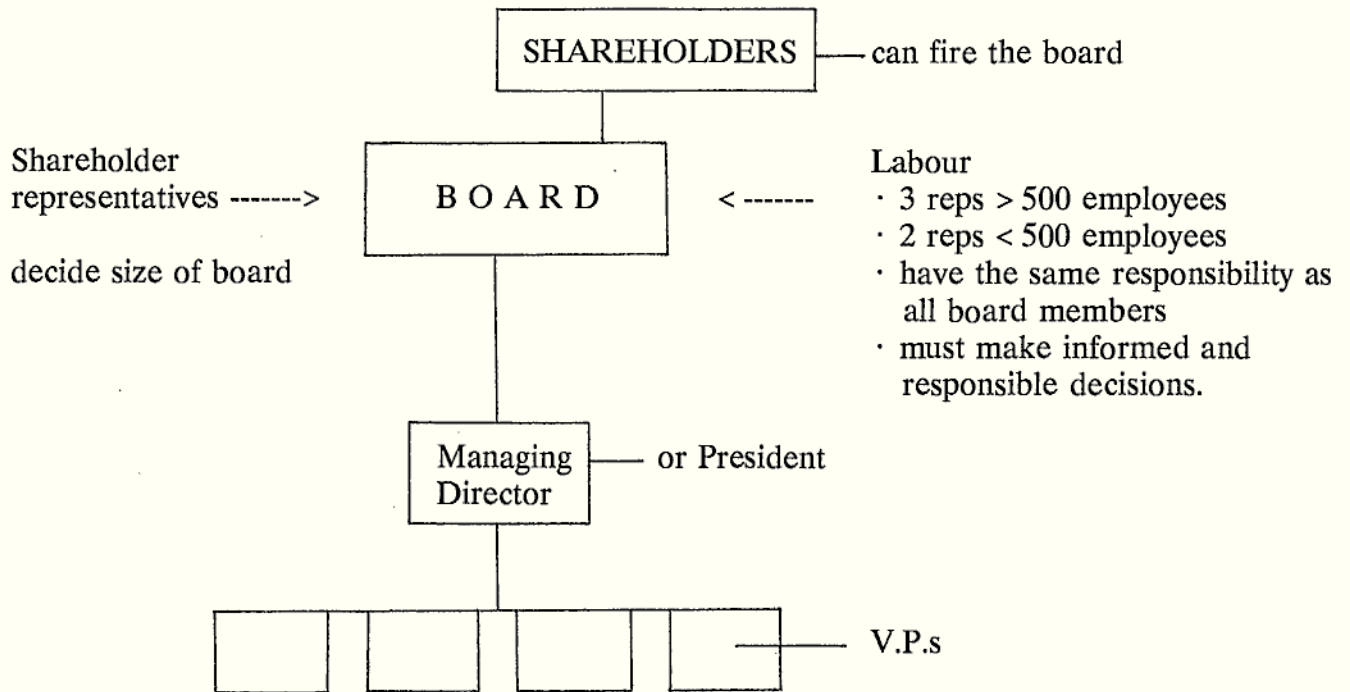 SHAREHOLDERS
can fire the board
Shareholder
representatives ------->
decide size of board
B O A R D
< -------
Labour
· 3 reps > 500 employees
· 2 reps < 500 employees
· have the same responsibility as
all board members
· must make informed and
responsible decisions.
Managing
Director
or President
V.P.s